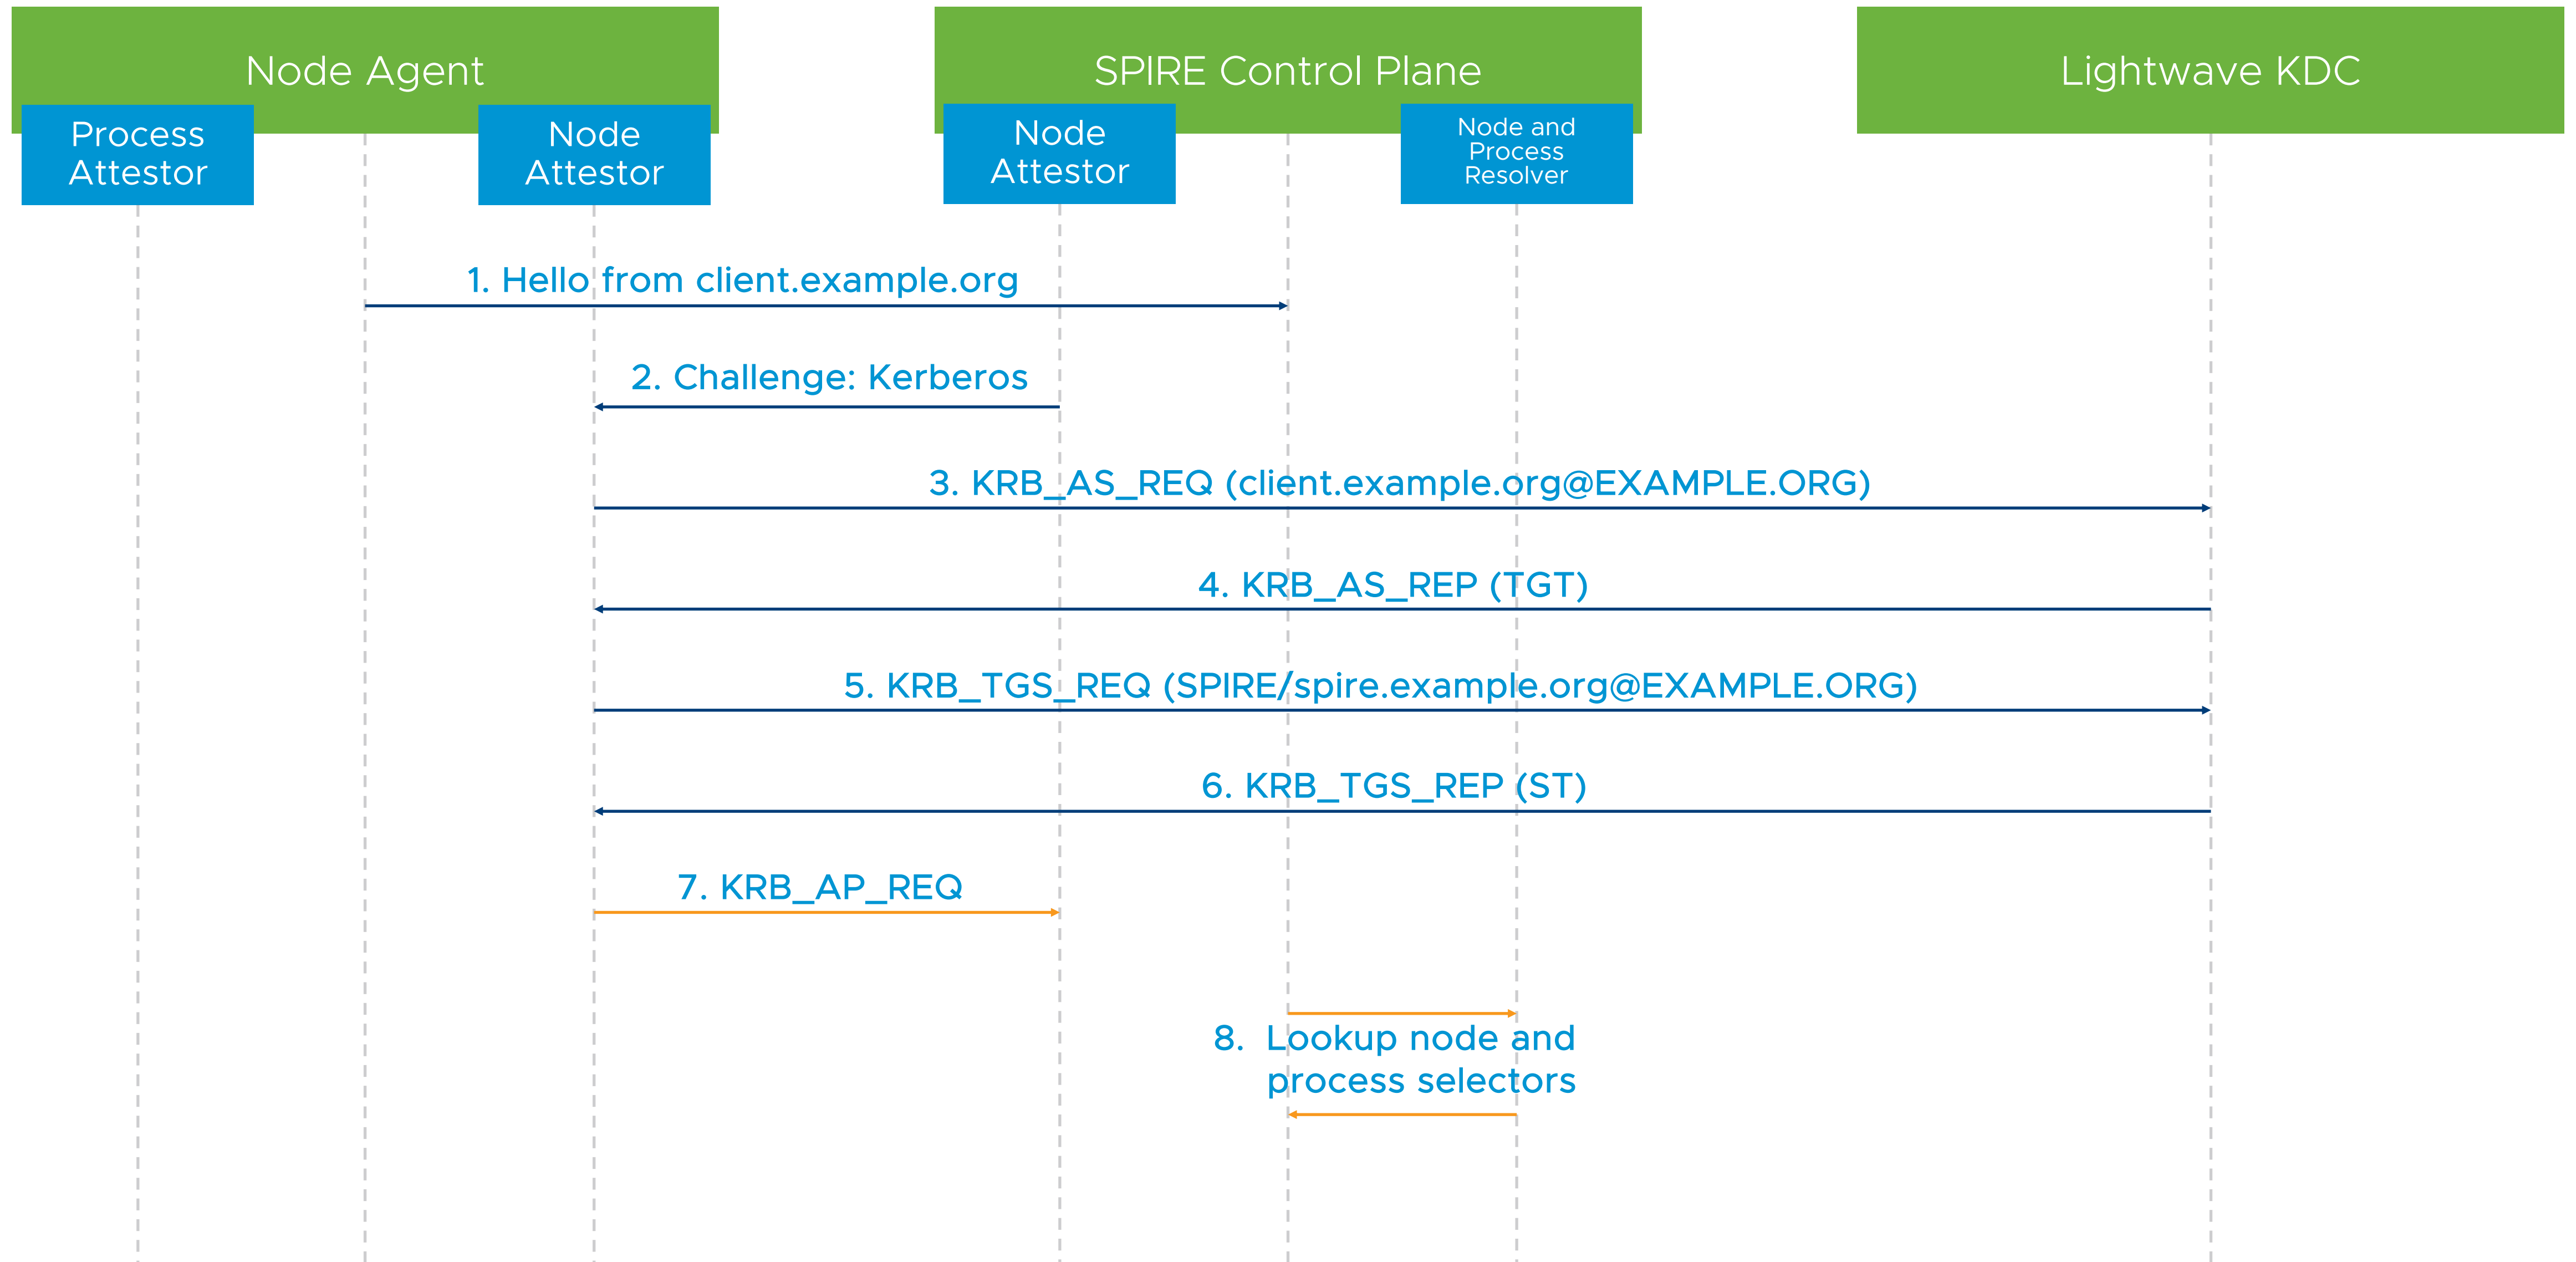 Node Agent
SPIRE Control Plane
Lightwave KDC
Process
Attestor
Node
Attestor
Node
Attestor
Node and
Process
Resolver
1. Hello from client.example.org
2. Challenge: Kerberos
3. KRB_AS_REQ (client.example.org@EXAMPLE.ORG)
4. KRB_AS_REP (TGT)
5. KRB_TGS_REQ (SPIRE/spire.example.org@EXAMPLE.ORG)
6. KRB_TGS_REP (ST)
7. KRB_AP_REQ
8. Lookup node and
process selectors